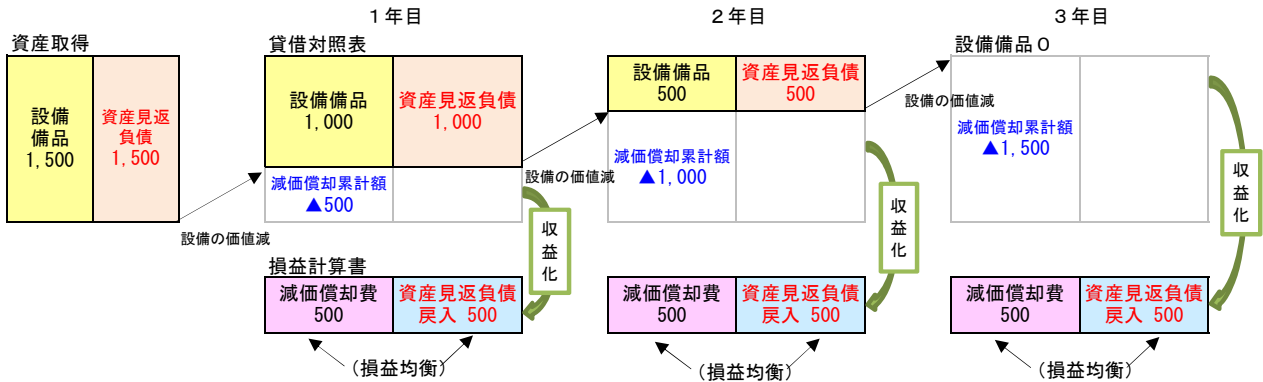 １年目
２年目
３年目
資産取得
貸借対照表
設備備品０
設備
備品
1,500
資産見返
負債
1,500
設備の価値減
設備備品
1,000
資産見返負債
1,000
減価償却累計額
▲500
設備の価値減
設備備品
500
資産見返負債
500
減価償却累計額
▲1,000
設備の価値減
減価償却累計額
▲1,500
収
益
化
収
益
化
収
益
化
損益計算書
減価償却費
500
資産見返負債
戻入 500
減価償却費
500
資産見返負債
戻入 500
減価償却費
500
資産見返負債
戻入 500
（損益均衡）
（損益均衡）
（損益均衡）